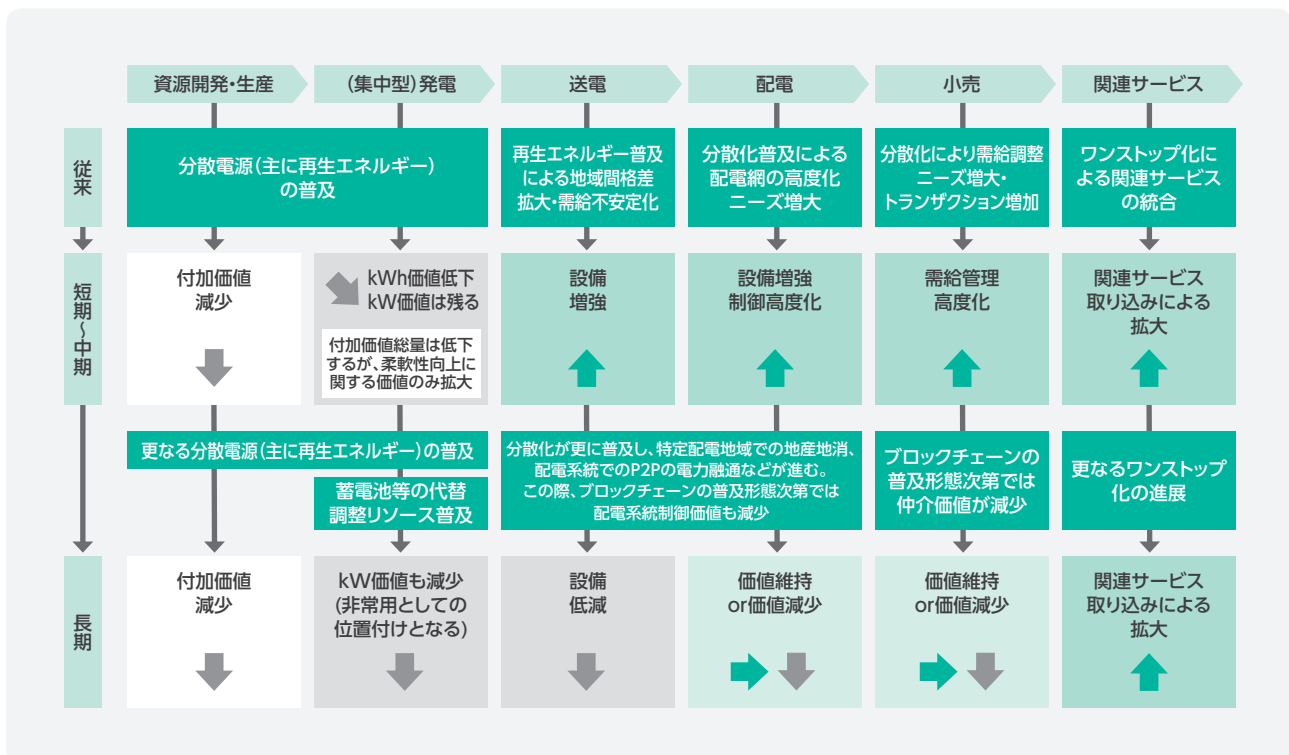 資源開発・生産
(集中型)発電
送電
配電
小売
関連サービス
従来
分散電源(主に再生エネルギー)
の普及
再生エネルギー普及
による地域間格差
拡大・需給不安定化
分散化普及による
配電網の高度化
ニーズ増大
分散化により需給調整
ニーズ増大・
トランザクション増加
ワンストップ化に
よる関連サービス
の統合
短期～中期
付加価値
減少
kWh価値低下
kW価値は残る
付加価値総量は低下
するが、柔軟性向上に
関する価値のみ拡大
設備
増強
設備増強
制御高度化
需給管理
高度化
関連サービス
取り込みによる
拡大
更なる分散電源(主に再生エネルギー)の普及
蓄電池等の代替
調整リソース普及
分散化が更に普及し、特定配電地域での地産地消、
配電系統でのP2Pの電力融通などが進む。
この際、ブロックチェーンの普及形態次第では
配電系統制御価値も減少
ブロックチェーンの
普及形態次第では
仲介価値が減少
更なるワンストップ
化の進展
長期
付加価値
減少
kW価値も減少
(非常用としての
位置付けとなる)
設備
低減
価値維持
or価値減少
価値維持
or価値減少
関連サービス
取り込みによる
拡大